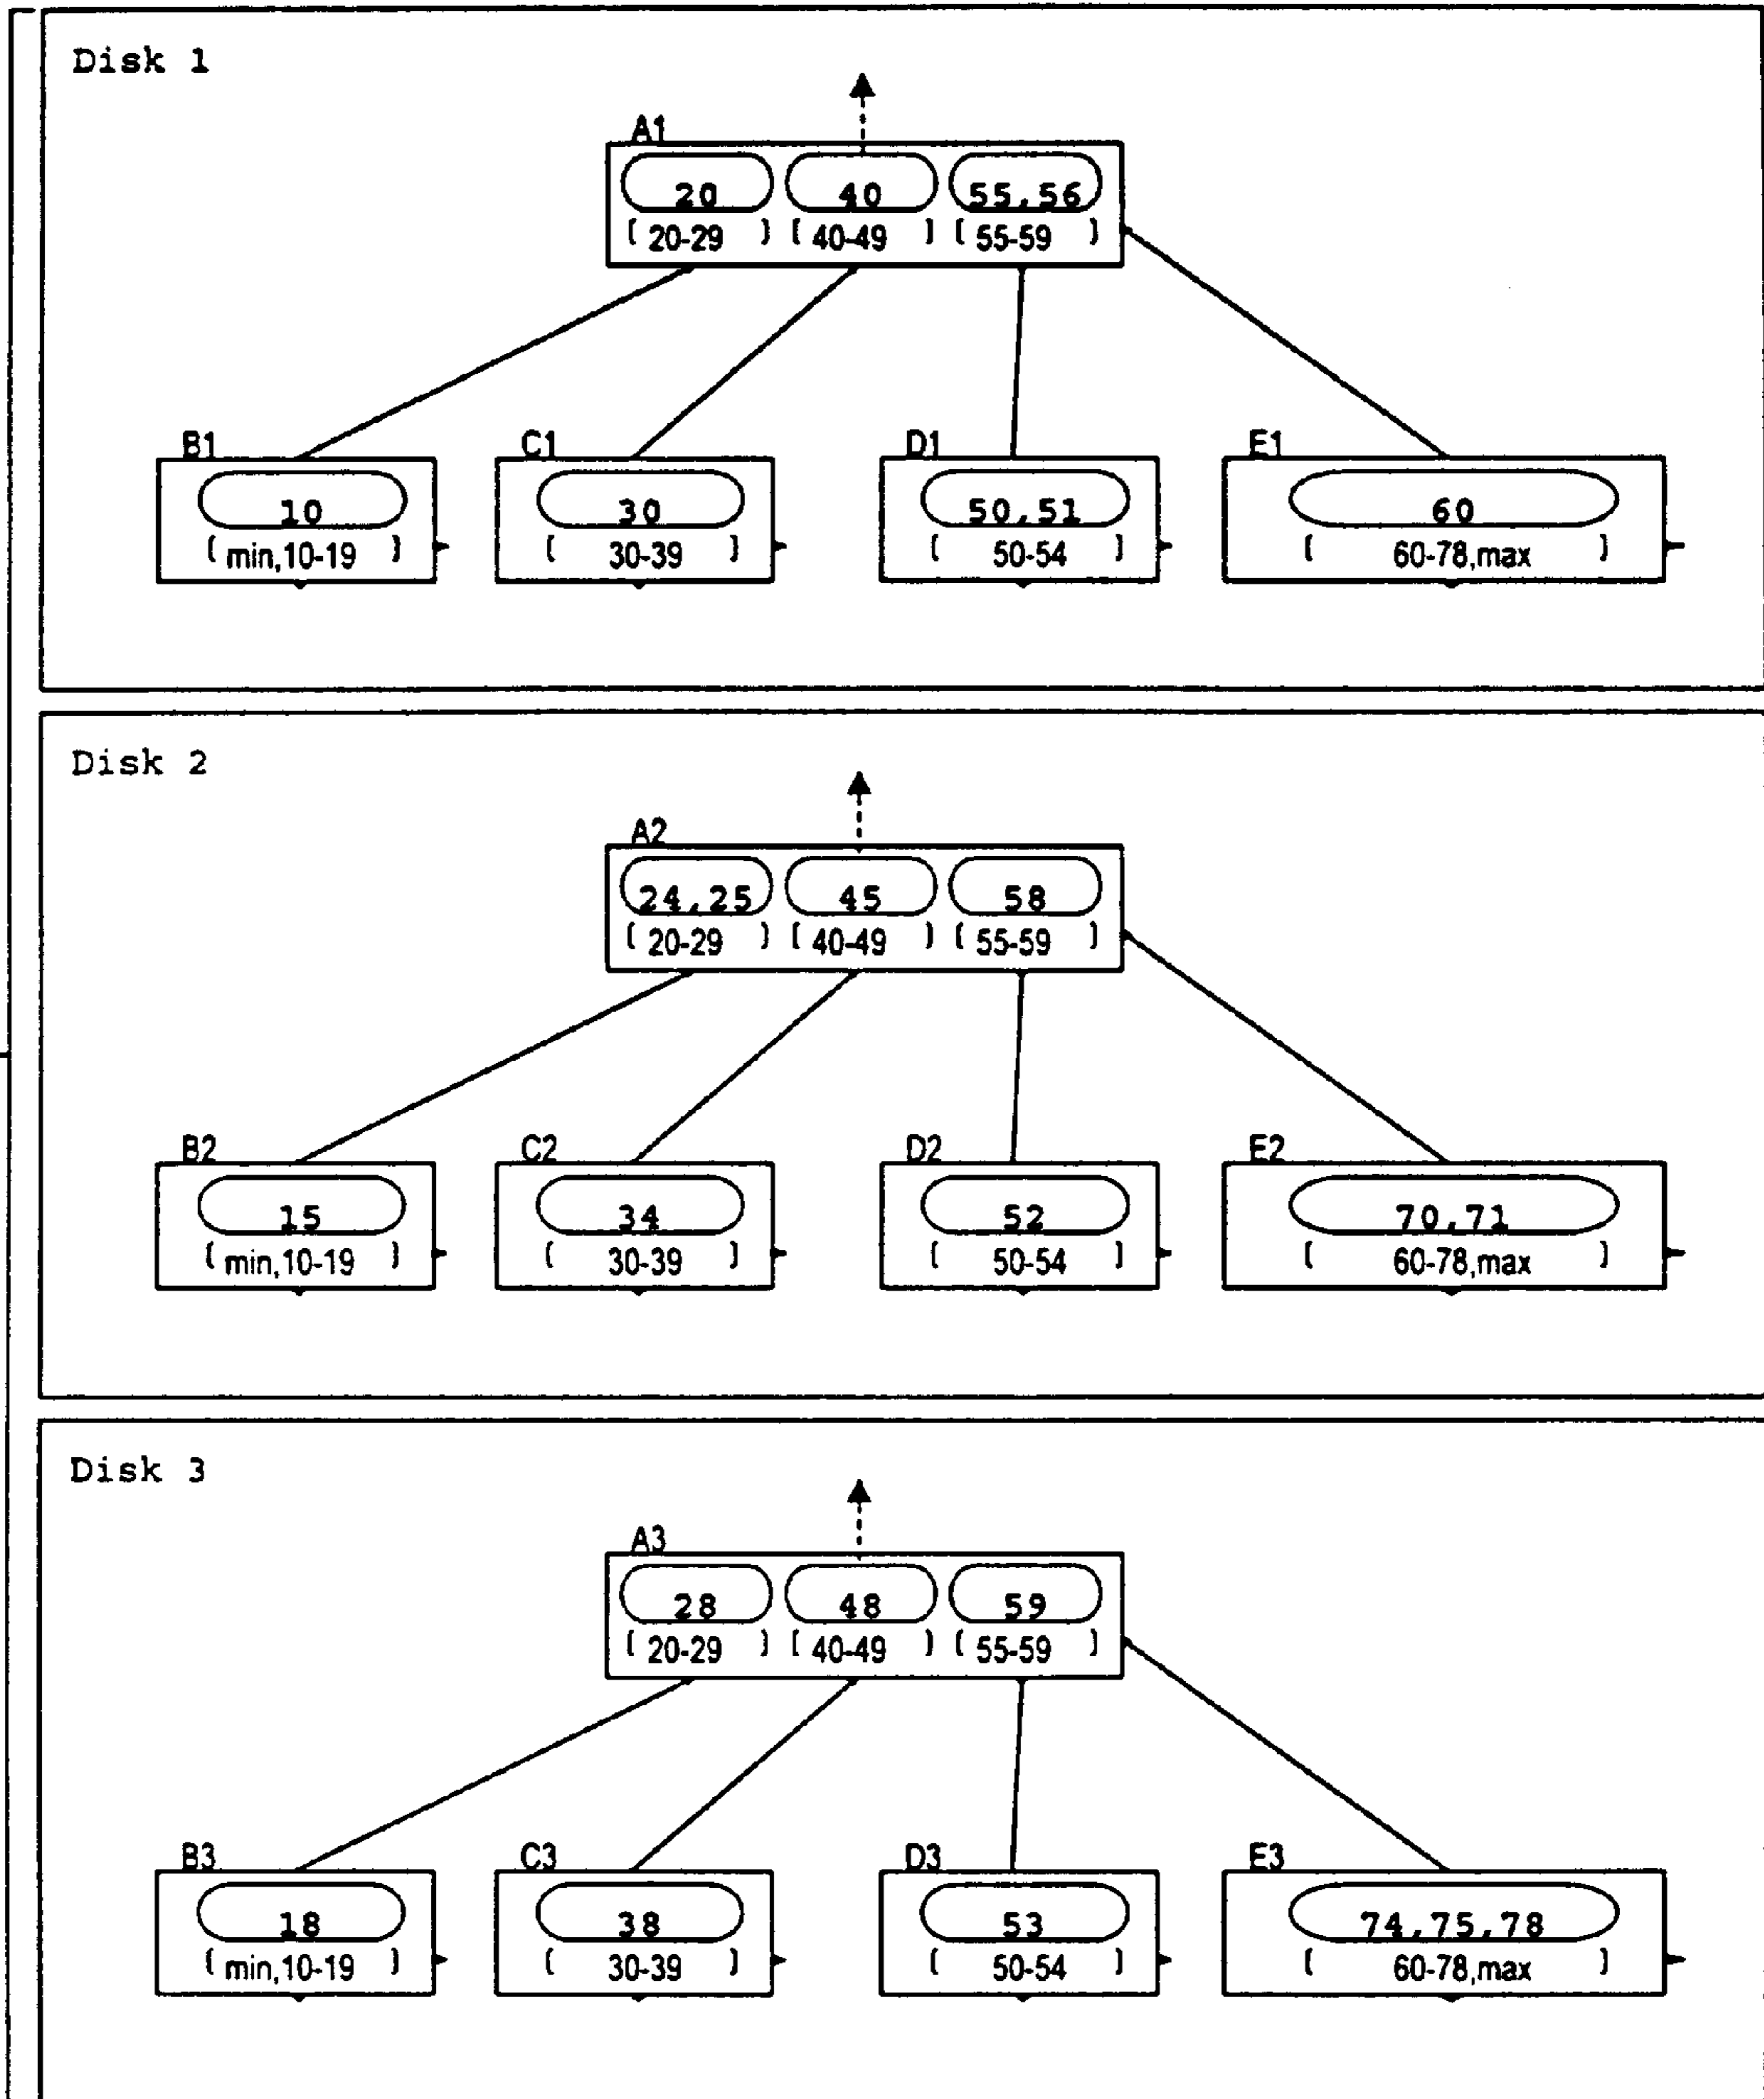 Disk 1
A1
20 40 55,56
[ 20-29 ] [ 40-49 ] [ 55-59 ]
B1 C1 D1 E1
10 30 50,51 60
[ min,10-19 ] [ 30-39 ] [ 50-54 ] [ 60-78,max ]
Disk 2
A2
24,25 45 58
[ 20-29 ] [ 40-49 ] [ 55-59 ]
B2 C2 D2 E2
15 34 52 70,71
[ min,10-19 ] [ 30-39 ] [ 50-54 ] [ 60-78,max ]
Disk 3
A3
28 48 59
[ 20-29 ] [ 40-49 ] [ 55-59 ]
B3 C3 D3 E3
18 38 53 74,75,78
[ min,10-19 ] [ 30-39 ] [ 50-54 ] [ 60-78,max ]